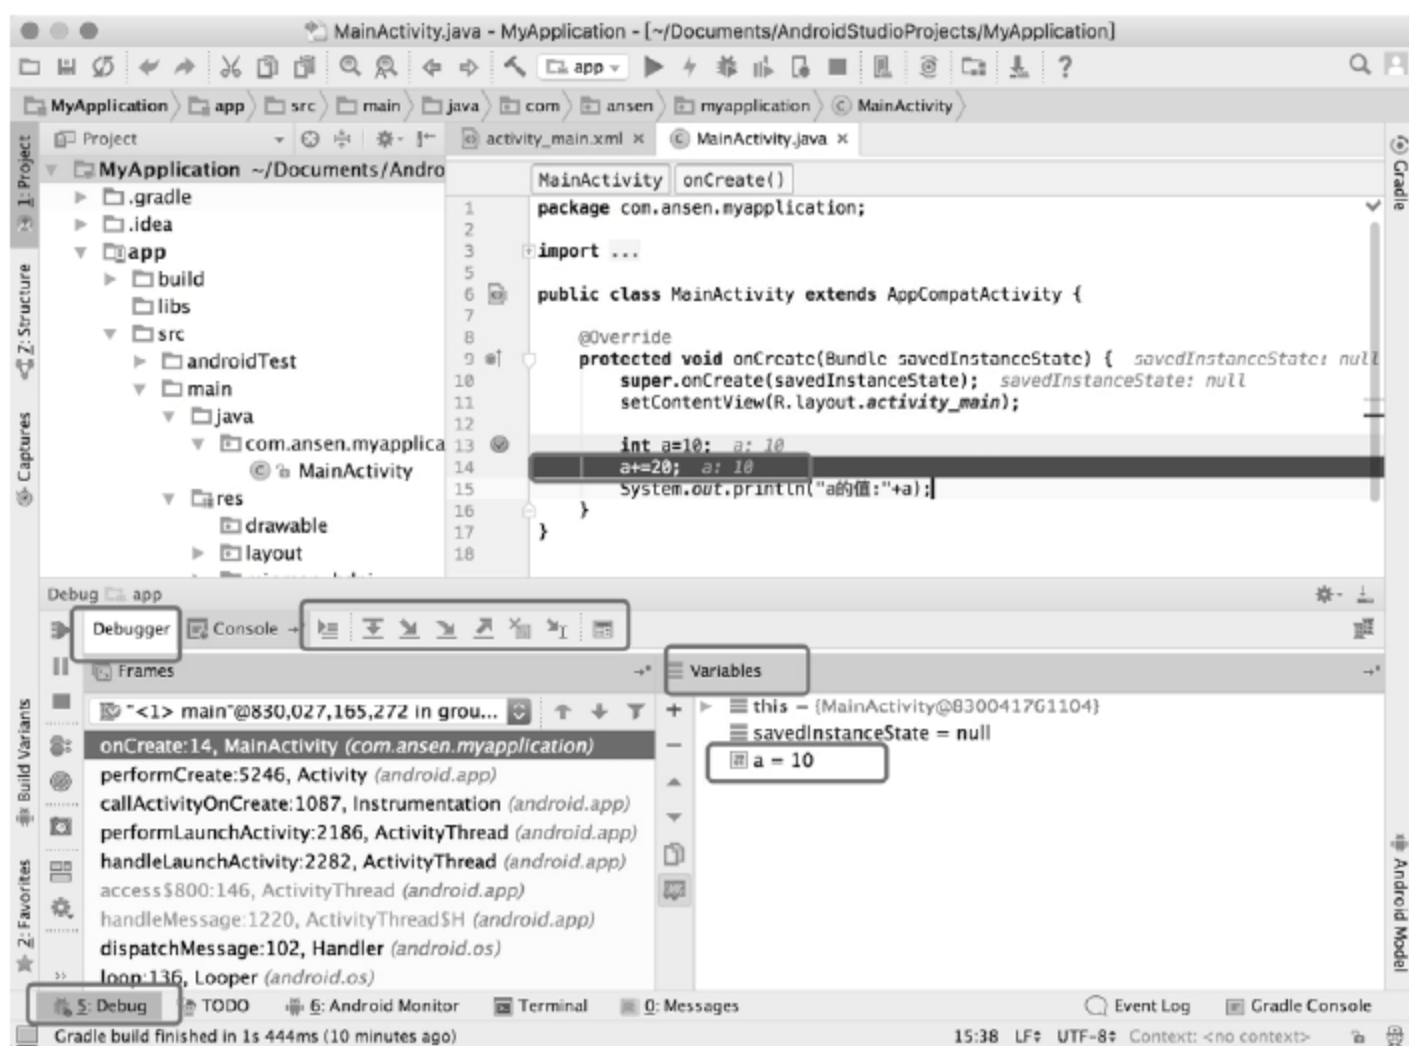 MainActivity.java - MyApplication - [~/Documents/AndroidStudioProjects/MyApplication]
app
?
MyApplication app src main java com ansen myapplication MainActivity
1: Project
Project
activity_main.xml
MainActivity.java
Gradle
MyApplication ~/Documents/Andro
.gradle
.idea
app
build
libs
src
androidTest
main
java
com.ansen.myapplica
MainActivity
res
drawable
layout
Z: Structure
Captures
MainActivity onCreate()
1 package com.ansen.myapplication;
2
3 import ...
5
6 public class MainActivity extends AppCompatActivity {
7
8 @Override
9 protected void onCreate(Bundle savedInstanceState) { savedInstanceState: null
10 super.onCreate(savedInstanceState); savedInstanceState: null
11 setContentView(R.layout.activity_main);
12
13 int a=10; a: 10
14 a+=20; a: 10
15 System.out.println("a的值:"+a);
16 }
17 }
18
Debug app
Debugger Console
Frames
Variables
"<1> main"@830,027,165,272 in grou...
onCreate:14, MainActivity (com.ansen.myapplication)
performCreate:5246, Activity (android.app)
callActivityOnCreate:1087, Instrumentation (android.app)
performLaunchActivity:2186, ActivityThread (android.app)
handleLaunchActivity:2282, ActivityThread (android.app)
access$800:146, ActivityThread (android.app)
handleMessage:1220, ActivityThread$H (android.app)
dispatchMessage:102, Handler (android.os)
loop:136, Looper (android.os)
this = {MainActivity@830041761104}
savedInstanceState = null
a = 10
Build Variants
2: Favorites
Android Model
5: Debug TODO 6: Android Monitor Terminal 0: Messages Event Log Gradle Console
Gradle build finished in 1s 444ms (10 minutes ago)
15:38 LF UTF-8 Context: <no context>